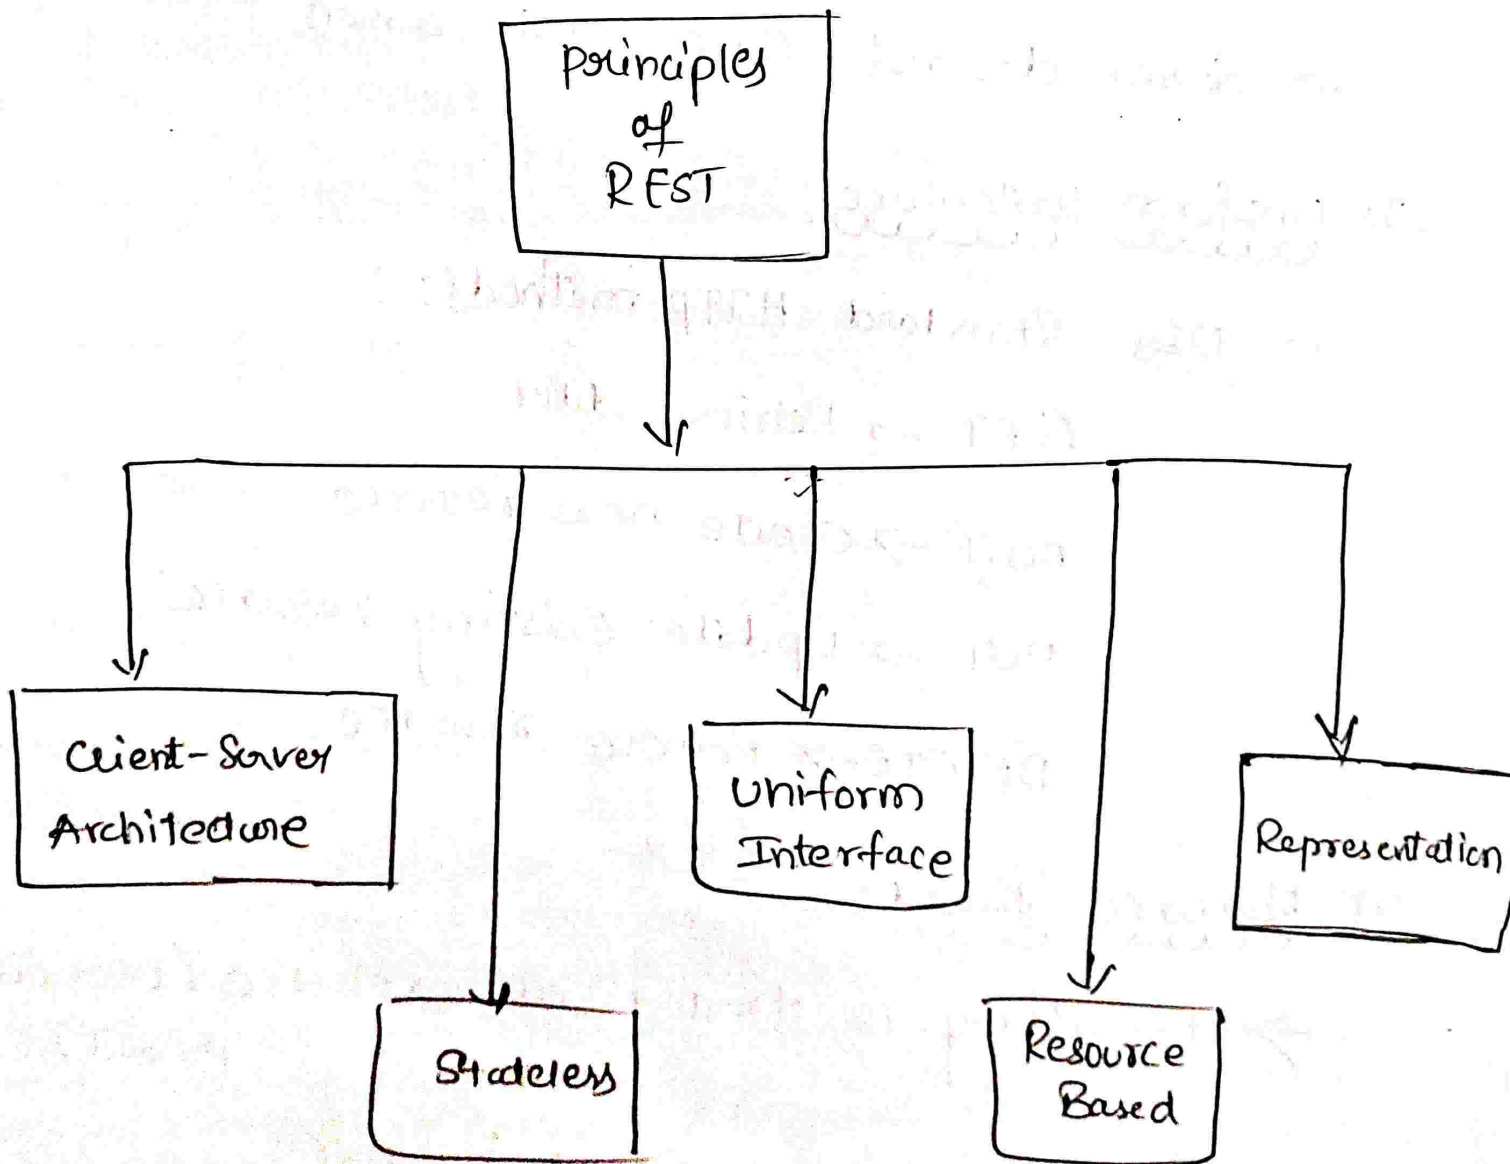 principles
of
REST
Client-Server
Architecture
Uniform
Interface
Representation
Stateless
Resource
Based